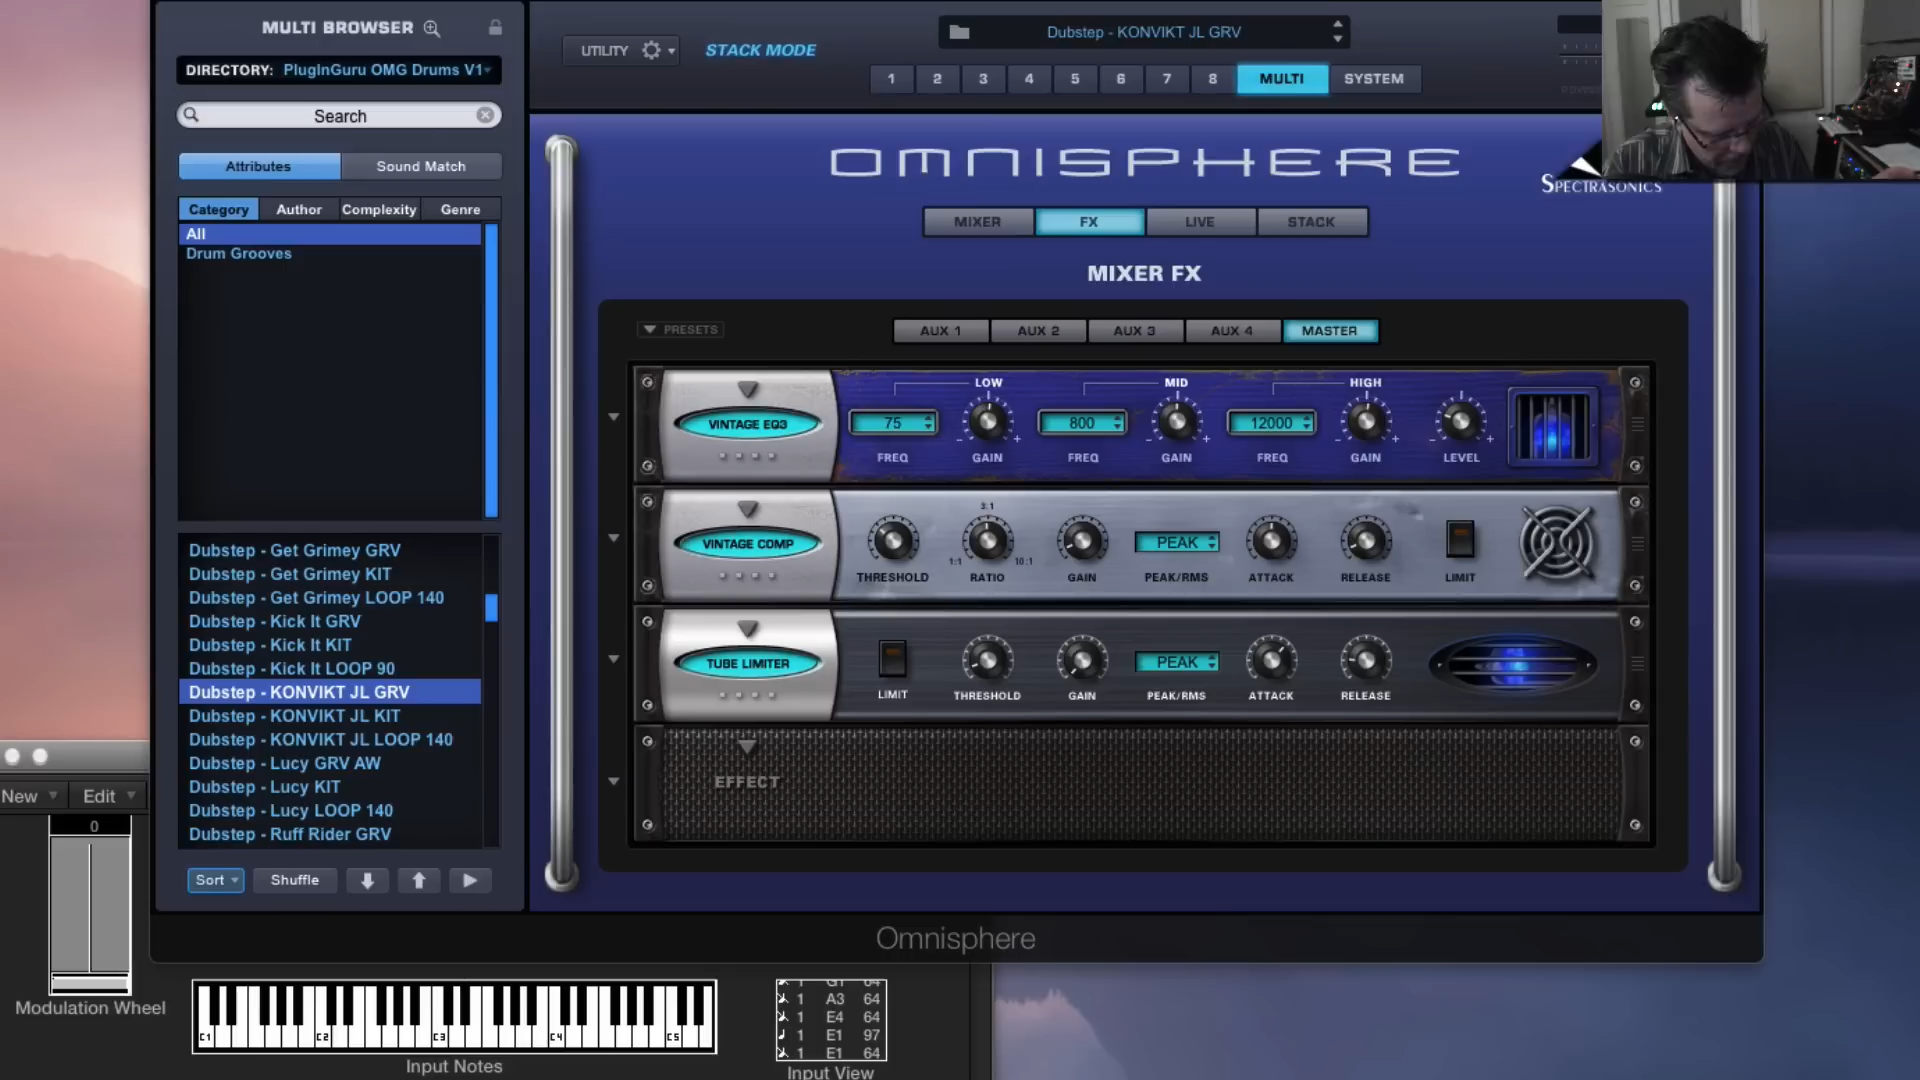 MULTI BROWSER
DIRECTORY: PlugInGuru OMG Drums V1
Search
Attributes
Sound Match
Category
Author
Complexity
Genre
All
Drum Grooves
Dubstep - Get Grimey GRV
Dubstep - Get Grimey KIT
Dubstep - Get Grimey LOOP 140
Dubstep - Kick It GRV
Dubstep - Kick It KIT
Dubstep - Kick It LOOP 90
Dubstep - KONVIKT JL GRV
Dubstep - KONVIKT JL KIT
Dubstep - KONVIKT JL LOOP 140
Dubstep - Lucy GRV AW
Dubstep - Lucy KIT
Dubstep - Lucy LOOP 140
Dubstep - Ruff Rider GRV
Sort
Shuffle
UTILITY
STACK MODE
Dubstep - KONVIKT JL GRV
1 2 3 4 5 6 7 8 MULTI SYSTEM
OMNISPHERE
SPECTRASONICS
MIXER FX LIVE STACK
MIXER FX
PRESETS
AUX 1 AUX 2 AUX 3 AUX 4 MASTER
LOW MID HIGH
VINTAGE EQ3
75 800 12000
FREQ GAIN FREQ GAIN FREQ GAIN LEVEL
3:1
VINTAGE COMP
PEAK
1:1 10:1
THRESHOLD RATIO GAIN PEAK/RMS ATTACK RELEASE LIMIT
TUBE LIMITER
PEAK
LIMIT THRESHOLD GAIN PEAK/RMS ATTACK RELEASE
EFFECT
Omnisphere
New Edit
0
Modulation Wheel
C1 C2 C3 C4 C5
Input Notes
1 G1 64
1 A3 64
1 E4 64
1 E1 97
1 E1 64
Input View